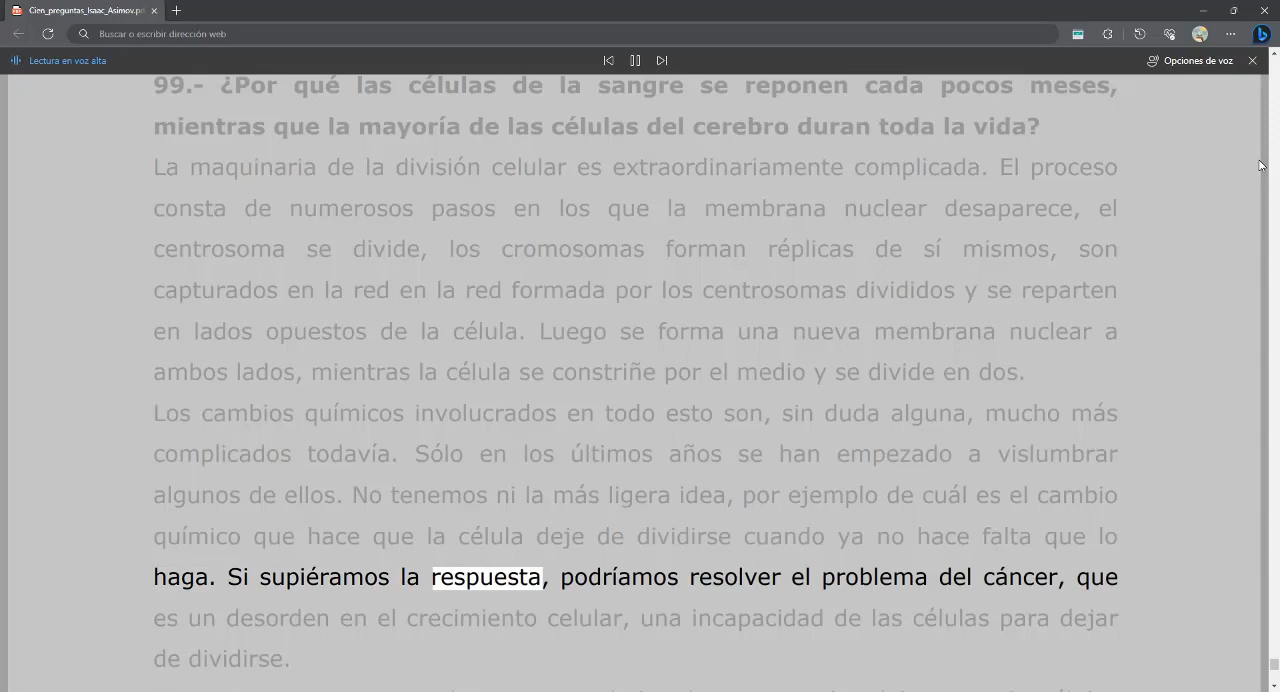 Cien_preguntas_Isaac_Asimov.pd
Buscar o escribir dirección web
Lectura en voz alta
Opciones de voz
99.- ¿Por qué las células de la sangre se reponen cada pocos meses,
mientras que la mayoría de las células del cerebro duran toda la vida?
La maquinaria de la división celular es extraordinariamente complicada. El proceso
consta de numerosos pasos en los que la membrana nuclear desaparece, el
centrosoma se divide, los cromosomas forman réplicas de sí mismos, son
capturados en la red en la red formada por los centrosomas divididos y se reparten
en lados opuestos de la célula. Luego se forma una nueva membrana nuclear a
ambos lados, mientras la célula se constriñe por el medio y se divide en dos.
Los cambios químicos involucrados en todo esto son, sin duda alguna, mucho más
complicados todavía. Sólo en los últimos años se han empezado a vislumbrar
algunos de ellos. No tenemos ni la más ligera idea, por ejemplo de cuál es el cambio
químico que hace que la célula deje de dividirse cuando ya no hace falta que lo
haga. Si supiéramos la respuesta, podríamos resolver el problema del cáncer, que
es un desorden en el crecimiento celular, una incapacidad de las células para dejar
de dividirse.